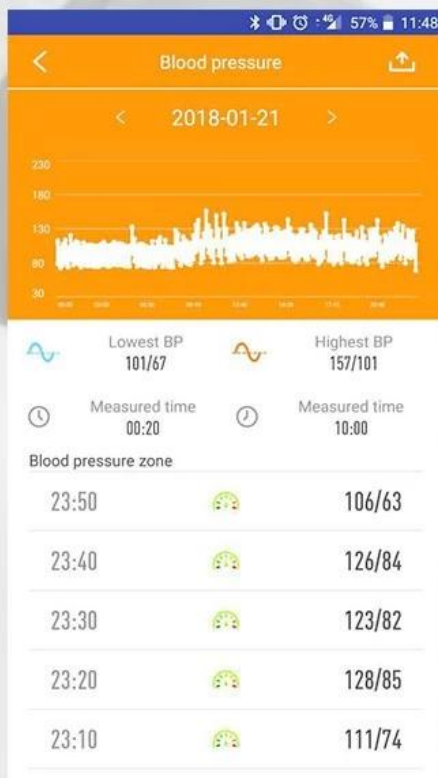 4G 57% 11:48
Blood pressure
2018-01-21
230
180
130
80
30
Lowest BP Highest BP
101/67 157/101
Measured time Measured time
00:20 10:00
Blood pressure zone
23:50 106/63
23:40 126/84
23:30 123/82
23:20 128/85
23:10 111/74